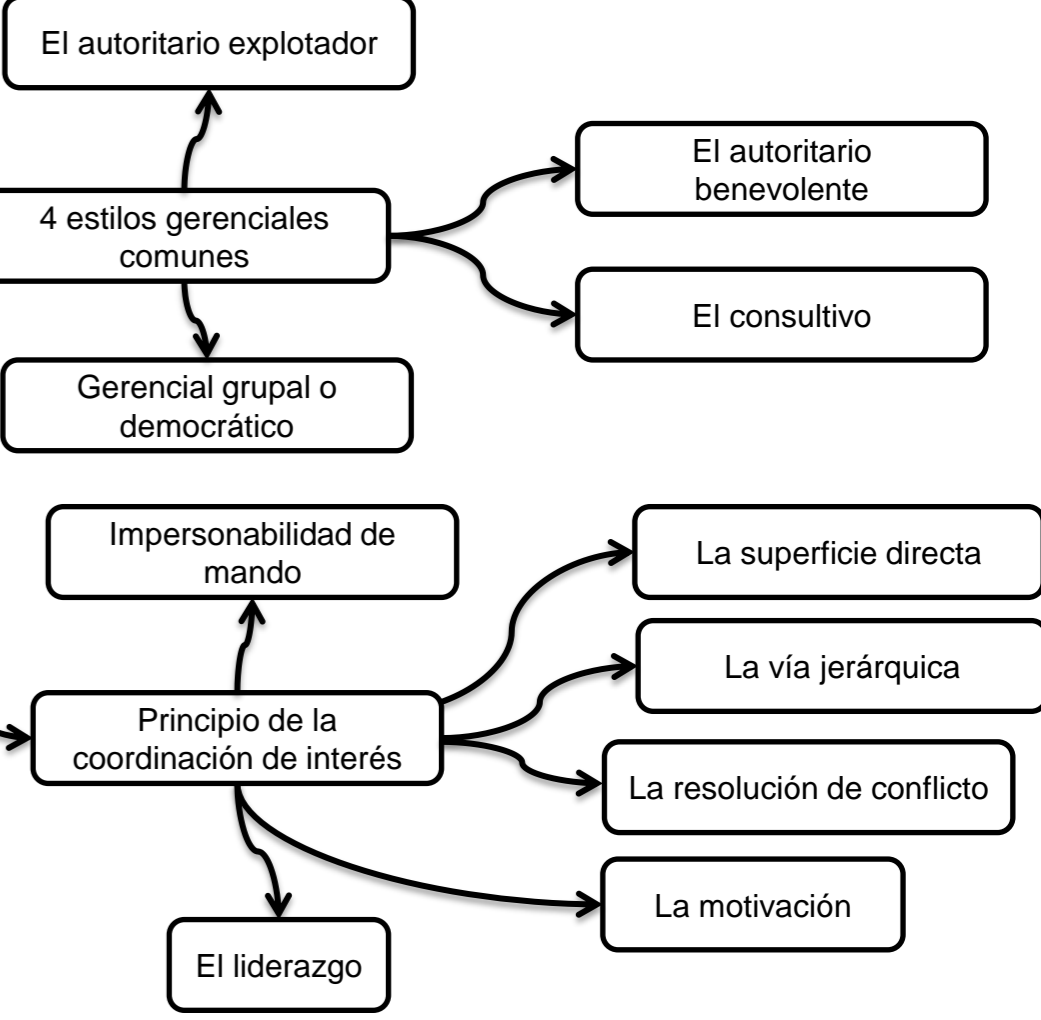 El autoritario explotador
El autoritario
benevolente
4 estilos gerenciales
comunes
El consultivo
Gerencial grupal o
democrático
Impersonabilidad de
mando
La superficie directa
La vía jerárquica
Principio de la
coordinación de interés
La resolución de conflicto
La motivación
El liderazgo